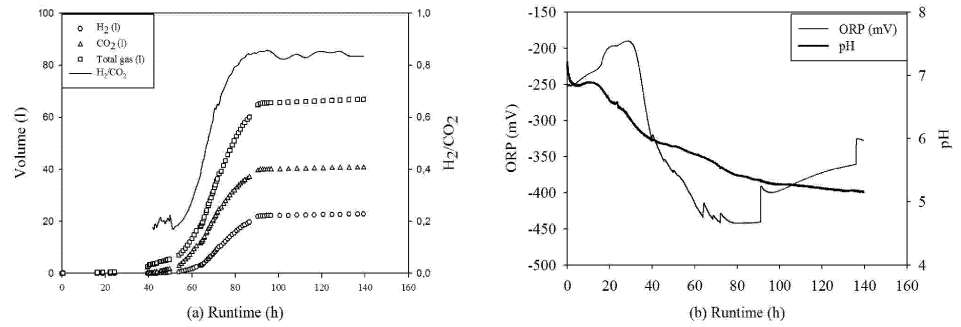 H2 (l)
CO2 (l)
Total gas (l)
H2/CO2
100
80
60
40
20
0
Volume (l)
1,0
0,8
0,6
0,4
0,2
0,0
H2/CO2
0 20 40 60 80 100 120 140 160
(a) Runtime (h)
ORP (mV)
pH
-150
-200
-250
-300
-350
-400
-450
-500
ORP (mV)
8
7
6
5
4
pH
0 20 40 60 80 100 120 140 160
(b) Runtime (h)